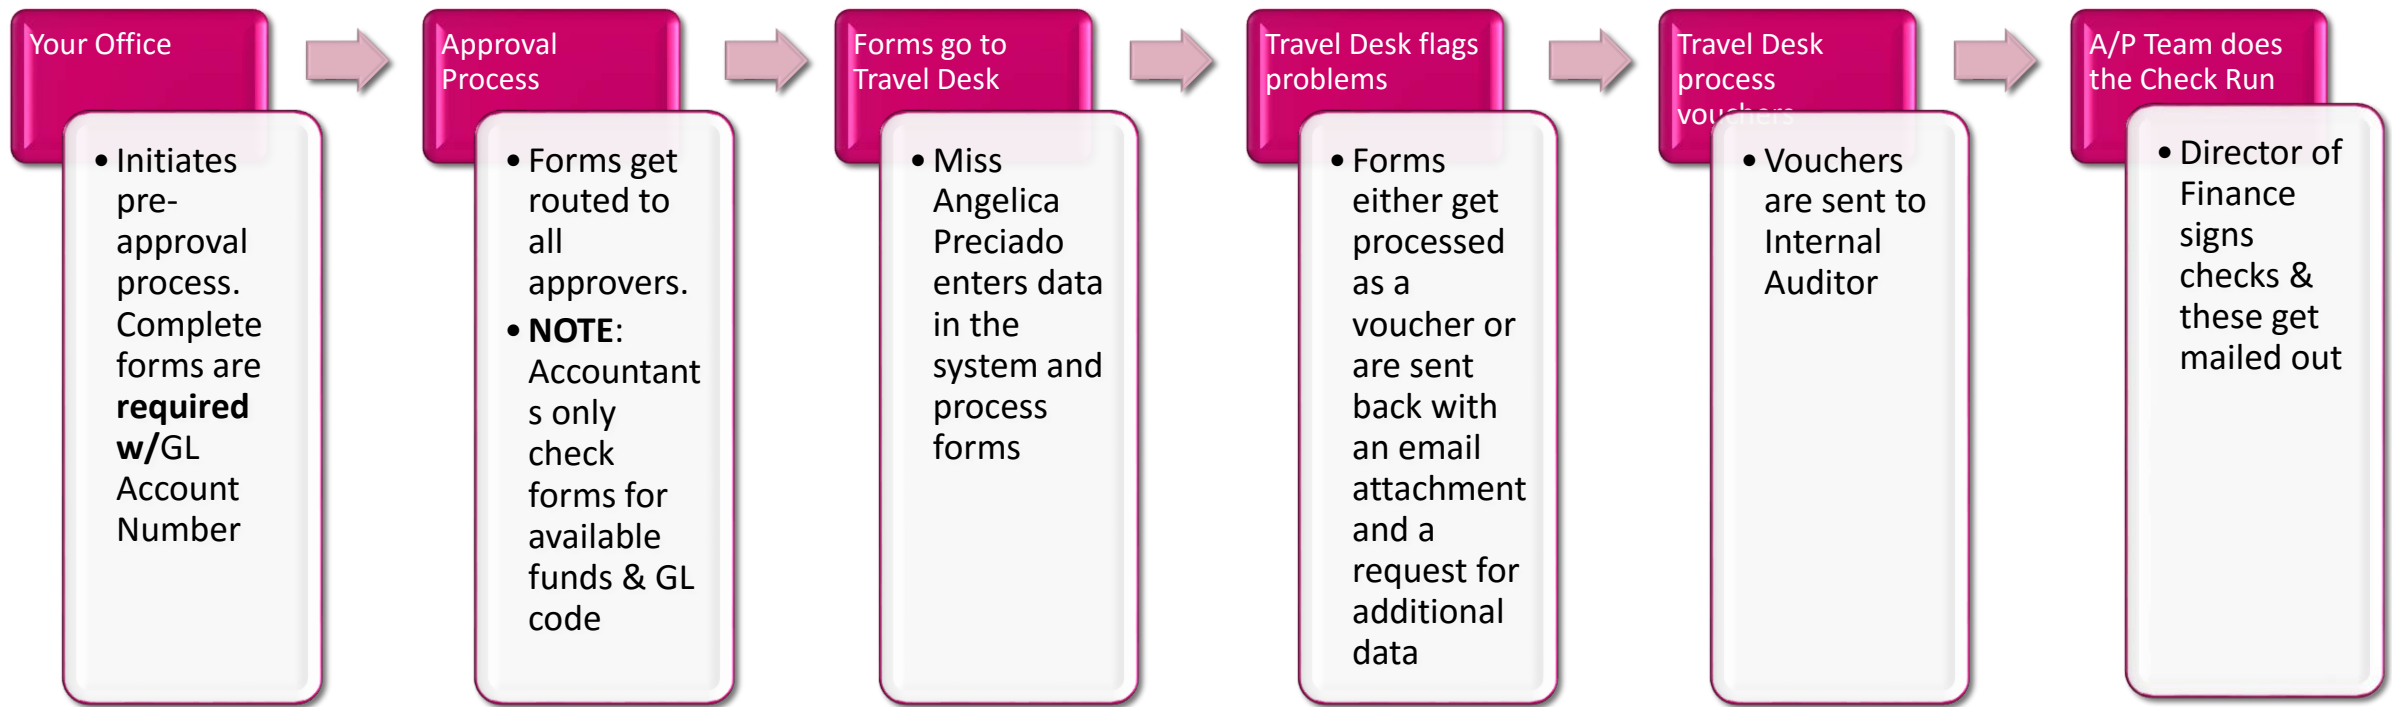 Your Office
• Initiates
pre-
approval
process.
Complete
forms are
required
w/GL
Account
Number
Approval
Process
• Forms get
routed to
all
approvers.
• NOTE:
Accountant
s only
check
forms for
available
funds & GL
code
Forms go to
Travel Desk
• Miss
Angelica
Preciado
enters data
in the
system and
process
forms
Travel Desk flags
problems
• Forms
either get
processed
as a
voucher or
are sent
back with
an email
attachment
and a
request for
additional
data
Travel Desk
process
vouchers
• Vouchers
are sent to
Internal
Auditor
A/P Team does
the Check Run
• Director of
Finance
signs
checks &
these get
mailed out